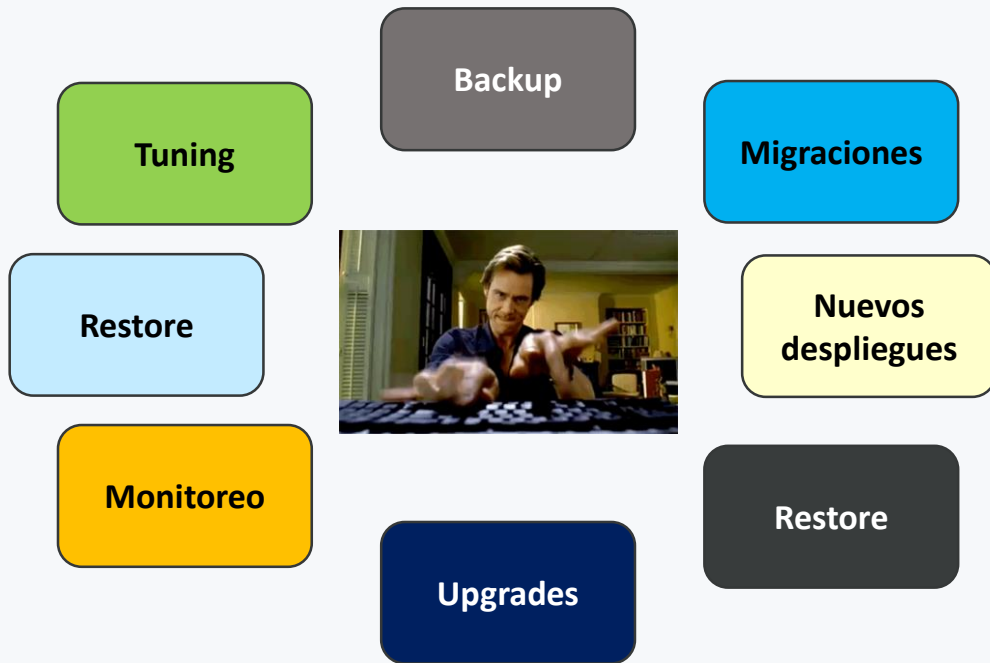 Backup
Tuning
Migraciones
Restore
Nuevos
despliegues
Monitoreo
Restore
Upgrades